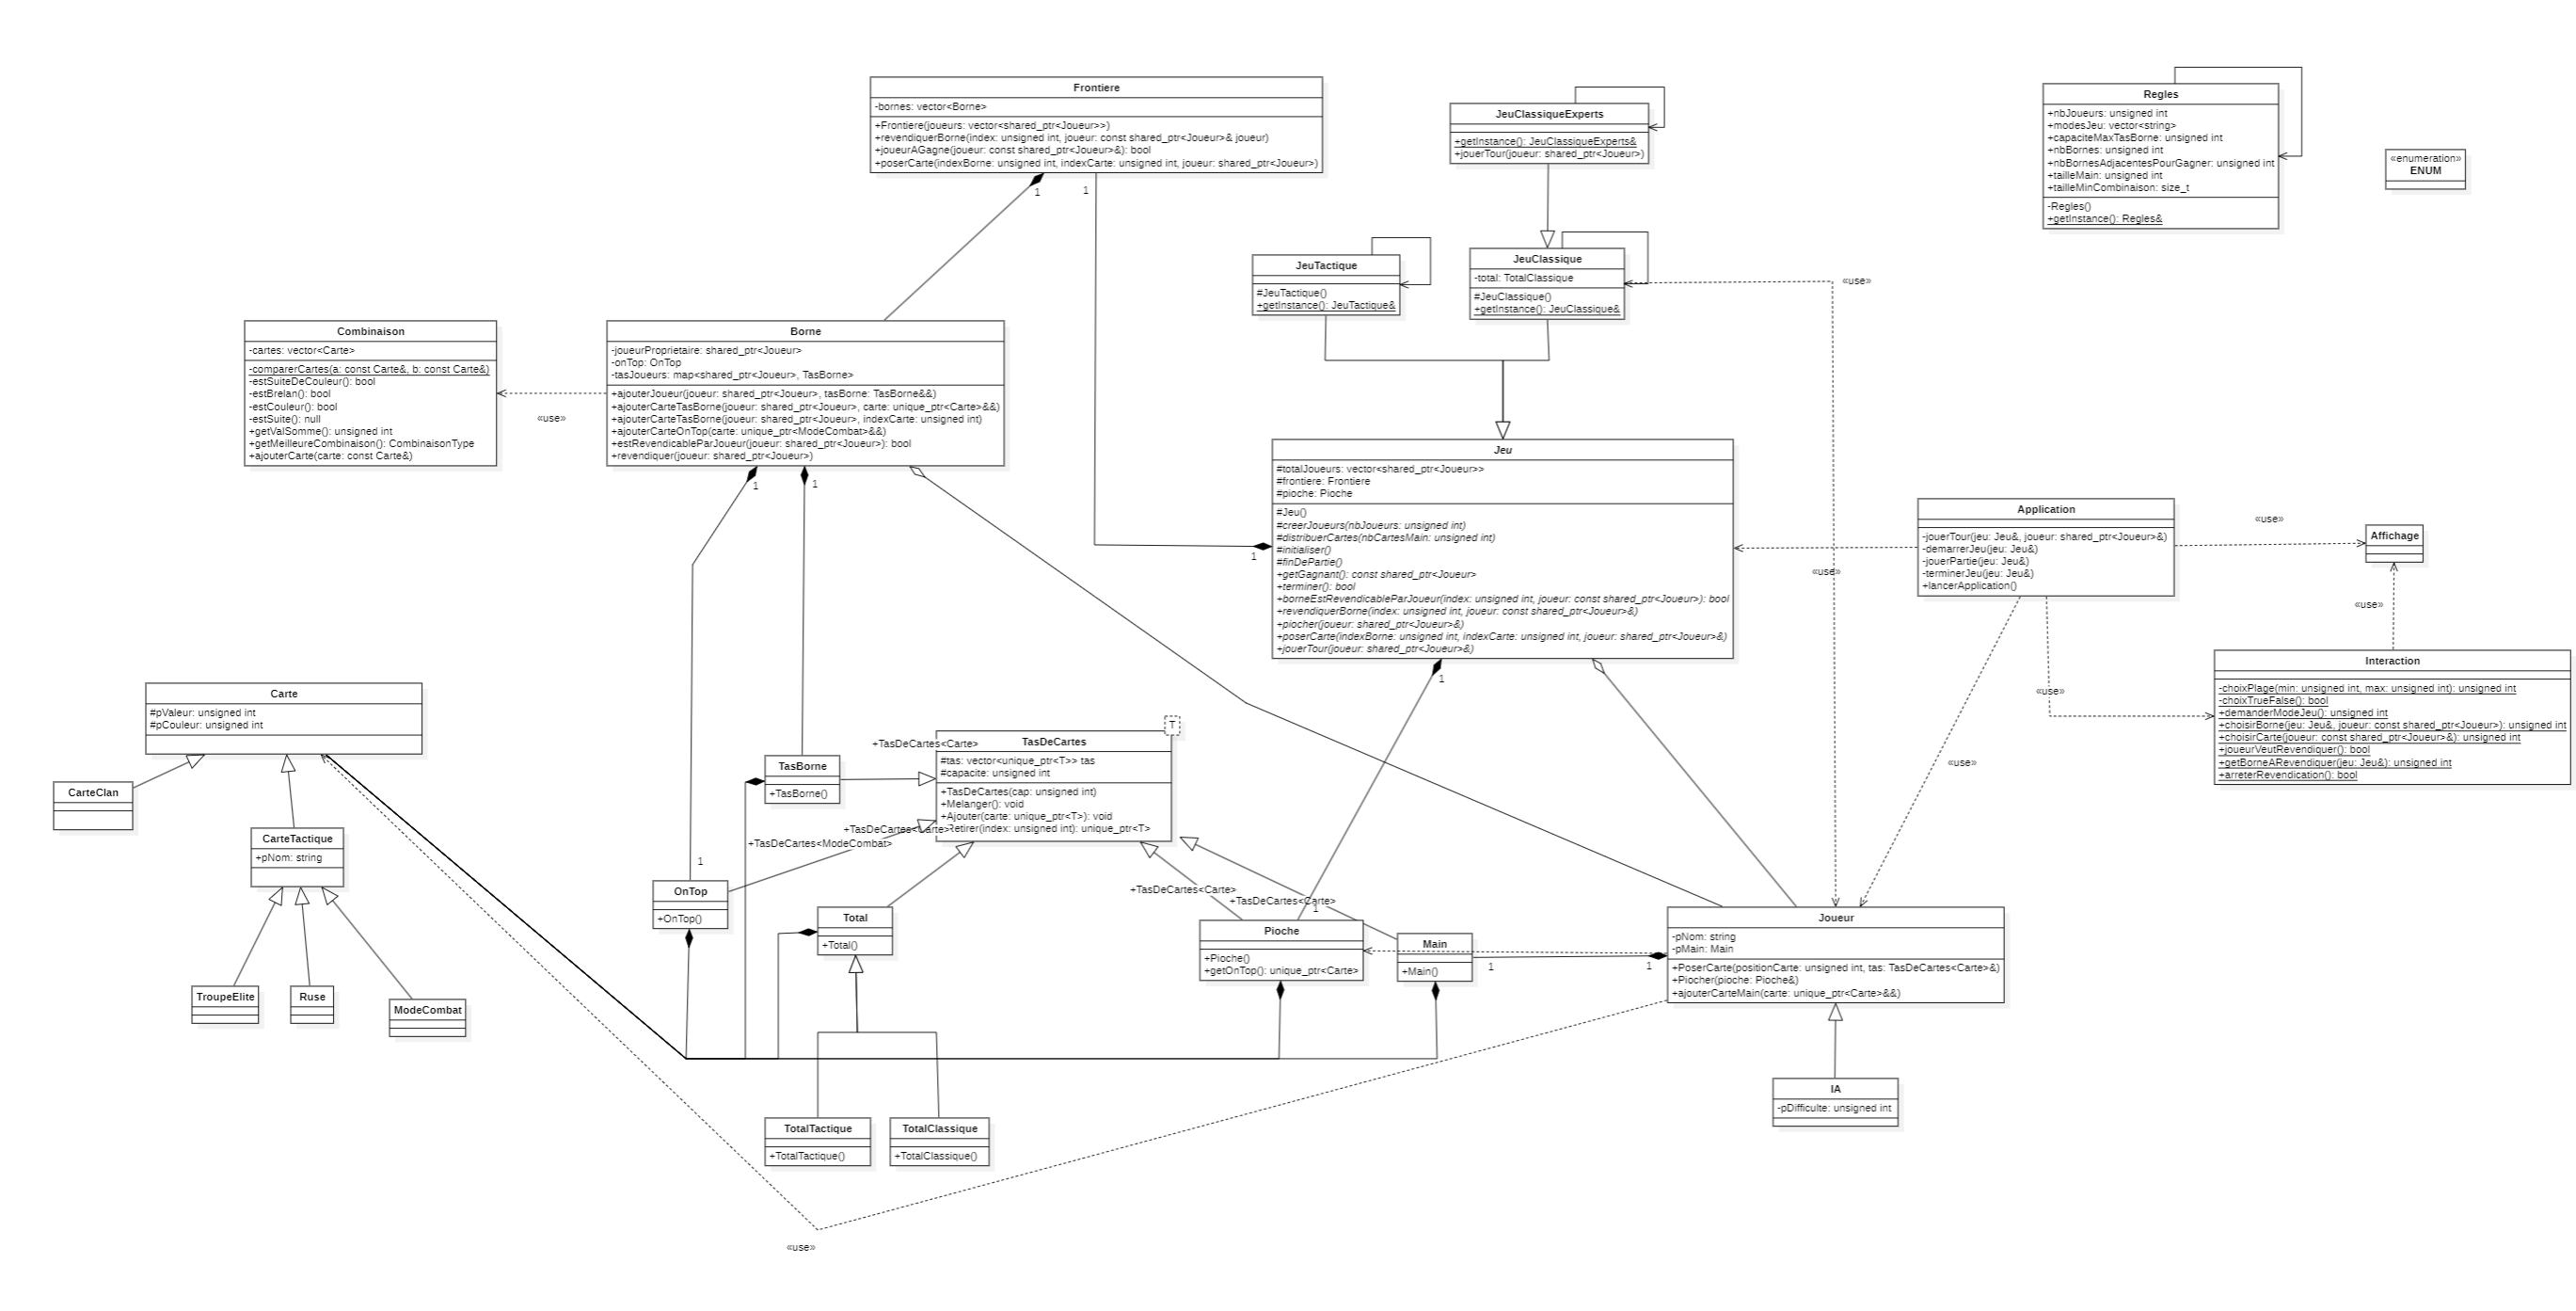 Frontiere
-bornes: vector<Borne>
+Frontiere(joueurs: vector<shared_ptr<Joueur>>)
+revendiquerBorne(index: unsigned int, joueur: const shared_ptr<Joueur>& joueur)
+joueurAGagne(joueur: const shared_ptr<Joueur>&): bool
+poserCarte(indexBorne: unsigned int, indexCarte: unsigned int, joueur: shared_ptr<Joueur>)
1
1
JeuClassiqueExperts
+getInstance(): JeuClassiqueExperts&
+jouerTour(joueur: shared_ptr<Joueur>)
Regles
+nbJoueurs: unsigned int
+modesJeu: vector<string>
+capaciteMaxTasBorne: unsigned int
+nbBornes: unsigned int
+nbBornesAdjacentesPourGagner: unsigned int
+tailleMain: unsigned int
+tailleMinCombinaison: size_t
-Regles()
+getInstance(): Regles&
«enumeration»
ENUM
JeuTactique
#JeuTactique()
+getInstance(): JeuTactique&
JeuClassique
-total: TotalClassique
#JeuClassique()
+getInstance(): JeuClassique&
«use»
Combinaison
-cartes: vector<Carte>
-comparerCartes(a: const Carte&, b: const Carte&)
-estSuiteDeCouleur(): bool
-estBrelan(): bool
-estCouleur(): bool
-estSuite(): null
+getValSomme(): unsigned int
+getMeilleureCombinaison(): CombinaisonType
+ajouterCarte(carte: const Carte&)
«use»
Borne
-joueurProprietaire: shared_ptr<Joueur>
-onTop: OnTop
-tasJoueurs: map<shared_ptr<Joueur>, TasBorne>
+ajouterJoueur(joueur: shared_ptr<Joueur>, tasBorne: TasBorne&&)
+ajouterCarteTasBorne(joueur: shared_ptr<Joueur>, carte: unique_ptr<Carte>&&)
+ajouterCarteTasBorne(joueur: shared_ptr<Joueur>, indexCarte: unsigned int)
+ajouterCarteOnTop(carte: unique_ptr<ModeCombat>&&)
+estRevendicableParJoueur(joueur: shared_ptr<Joueur>): bool
+revendiquer(joueur: shared_ptr<Joueur>)
1
1
Jeu
#totalJoueurs: vector<shared_ptr<Joueur>>
#frontiere: Frontiere
#pioche: Pioche
#Jeu()
#creerJoueurs(nbJoueurs: unsigned int)
#distribuerCartes(nbCartesMain: unsigned int)
#initialiser()
#finDePartie()
+getGagnant(): const shared_ptr<Joueur>
+terminer(): bool
+borneEstRevendicableParJoueur(index: unsigned int, joueur: const shared_ptr<Joueur>): bool
+revendiquerBorne(index: unsigned int, joueur: const shared_ptr<Joueur>&)
+piocher(joueur: shared_ptr<Joueur>&)
+poserCarte(indexBorne: unsigned int, indexCarte: unsigned int, joueur: shared_ptr<Joueur>&)
+jouerTour(joueur: shared_ptr<Joueur>&)
1
1
«use»
Application
-jouerTour(jeu: Jeu&, joueur: shared_ptr<Joueur>&)
-demarrerJeu(jeu: Jeu&)
-jouerPartie(jeu: Jeu&)
-terminerJeu(jeu: Jeu&)
+lancerApplication()
«use»
Affichage
«use»
«use»
«use»
Interaction
-choixPlage(min: unsigned int, max: unsigned int): unsigned int
-choixTrueFalse(): bool
+demanderModeJeu(): unsigned int
+choisirBorne(jeu: Jeu&, joueur: const shared_ptr<Joueur>): unsigned int
+choisirCarte(joueur: const shared_ptr<Joueur>&): unsigned int
+joueurVeutRevendiquer(): bool
+getBorneARevendiquer(jeu: Jeu&): unsigned int
+arreterRevendication(): bool
Carte
#pValeur: unsigned int
#pCouleur: unsigned int
CarteClan
CarteTactique
+pNom: string
TroupeElite
Ruse
ModeCombat
T
TasDeCartes
#tas: vector<unique_ptr<T>> tas
#capacite: unsigned int
+TasDeCartes(cap: unsigned int)
+Melanger(): void
+Ajouter(carte: unique_ptr<T>): void
Retirer(index: unsigned int): unique_ptr<T>
+TasDeCartes<Carte>
TasBorne
+TasBorne()
+TasDeCartes<Carte>
+TasDeCartes<ModeCombat>
1
OnTop
+OnTop()
Total
+Total()
+TasDeCartes<Carte>
+TasDeCartes<Carte>
1
Pioche
+Pioche()
+getOnTop(): unique_ptr<Carte>
Main
+Main()
1
1
Joueur
-pNom: string
-pMain: Main
+PoserCarte(positionCarte: unsigned int, tas: TasDeCartes<Carte>&)
+Piocher(pioche: Pioche&)
+ajouterCarteMain(carte: unique_ptr<Carte>&&)
IA
-pDifficulte: unsigned int
TotalTactique
+TotalTactique()
TotalClassique
+TotalClassique()
«use»